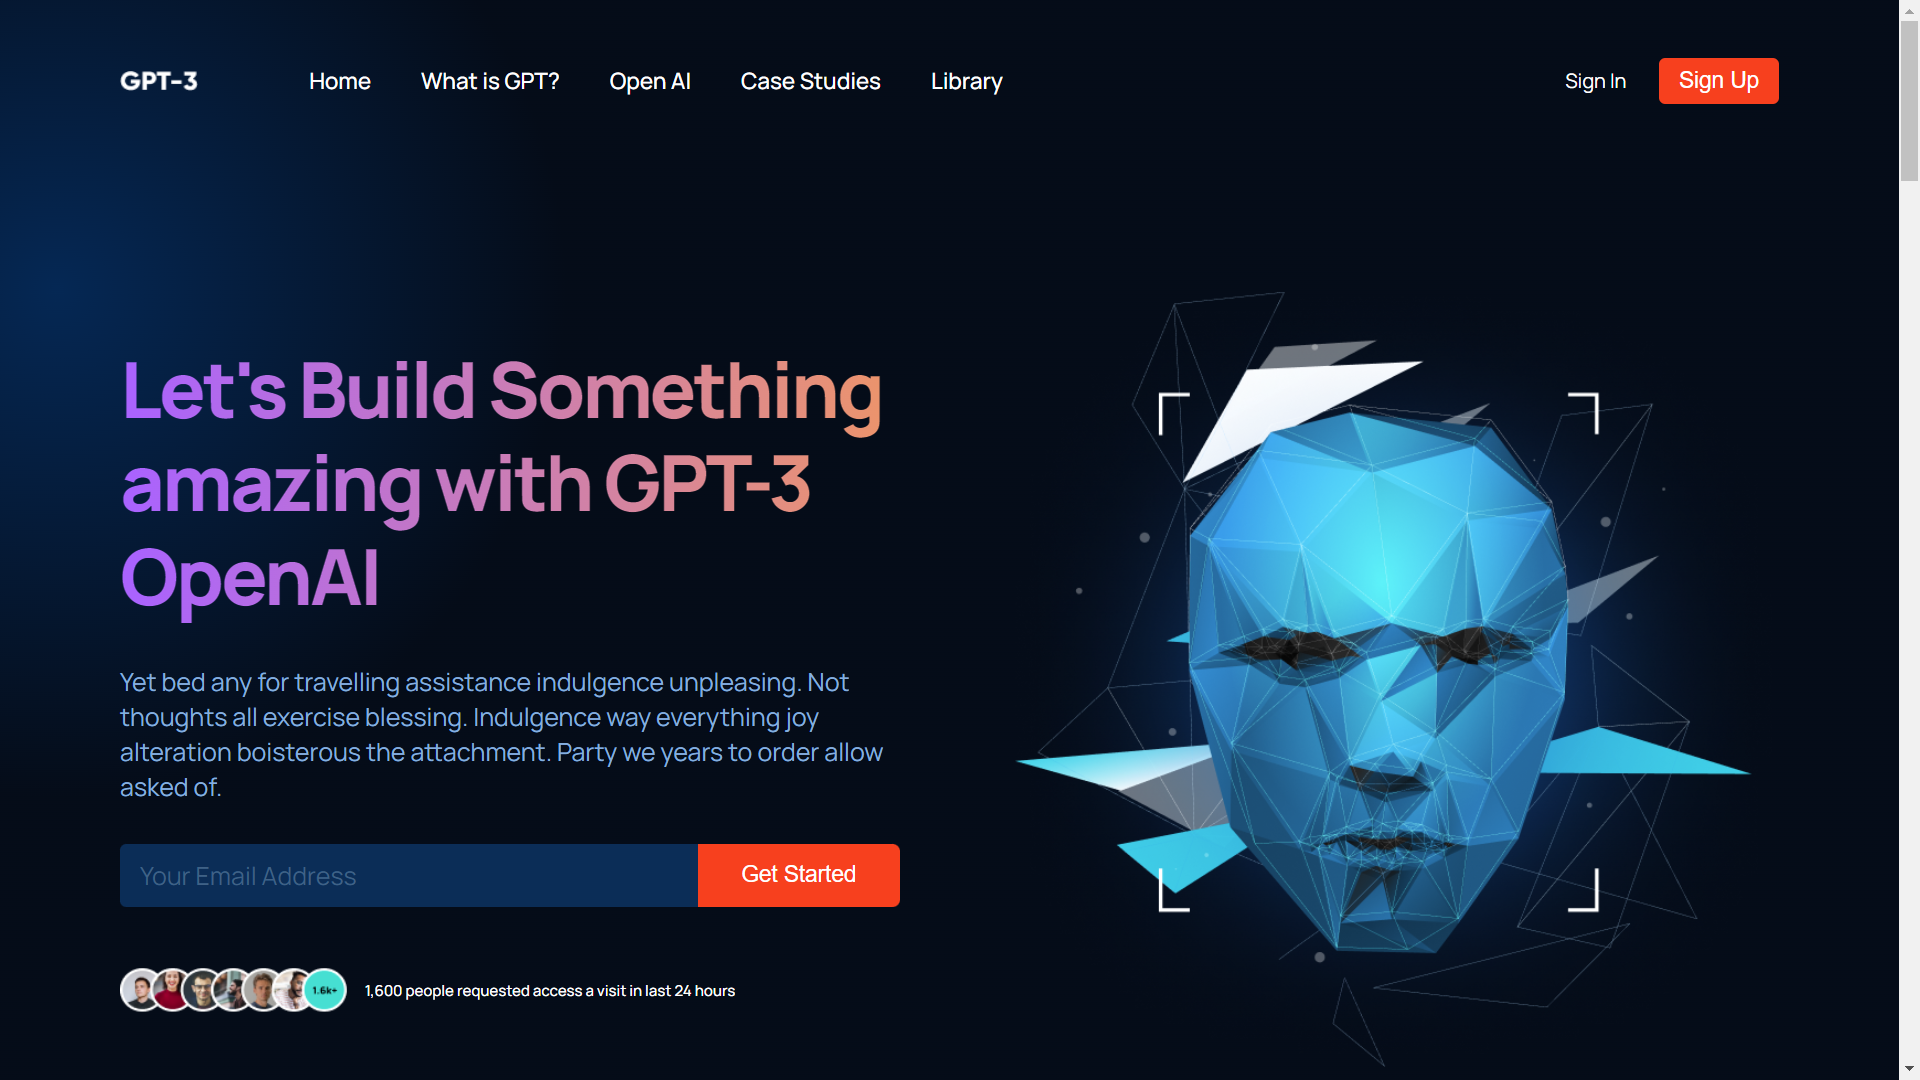 GPT-3
Home
What is GPT?
Open AI
Case Studies
Library
Sign In
Sign Up
Let's Build Something
amazing with GPT-3
OpenAI
Yet bed any for travelling assistance indulgence unpleasing. Not
thoughts all exercise blessing. Indulgence way everything joy
alteration boisterous the attachment. Party we years to order allow
asked of.
Your Email Address
Get Started
1.6k+
1,600 people requested access a visit in last 24 hours